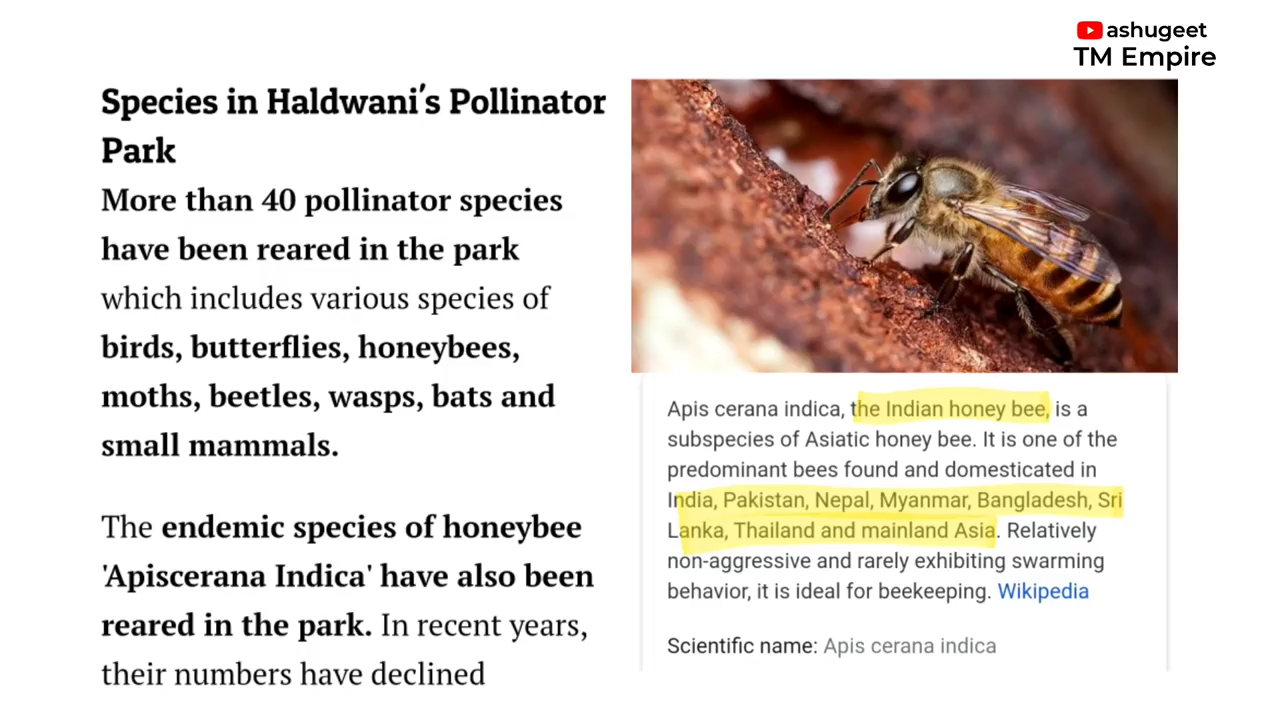 ashugeet
TM Empire
Species in Haldwani's Pollinator
Park
More than 40 pollinator species
have been reared in the park
which includes various species of
birds, butterflies, honeybees,
moths, beetles, wasps, bats and
small mammals.
The endemic species of honeybee
'Apiscerana Indica' have also been
reared in the park. In recent years,
their numbers have declined
Apis cerana indica, the Indian honey bee, is a
subspecies of Asiatic honey bee. It is one of the
predominant bees found and domesticated in
India, Pakistan, Nepal, Myanmar, Bangladesh, Sri
Lanka, Thailand and mainland Asia. Relatively
non-aggressive and rarely exhibiting swarming
behavior, it is ideal for beekeeping. Wikipedia
Scientific name: Apis cerana indica